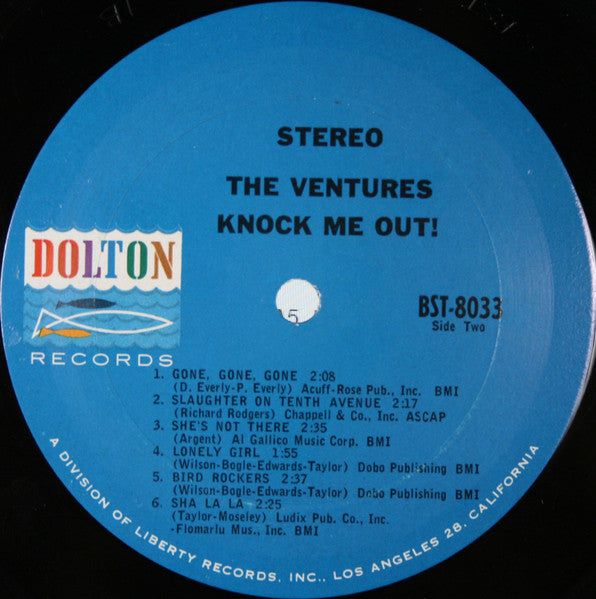 STEREO
THE VENTURES
KNOCK ME OUT!
DOLTON
RECORDS
BST-8033
Side Two
5
1. GONE, GONE, GONE 2:08
(D. Everly-P. Everly) Acuff-Rose Pub., Inc. BMI
2. SLAUGHTER ON TENTH AVENUE 2:17
(Richard Rodgers) Chappell & Co., Inc. ASCAP
3. SHE'S NOT THERE 2:35
(Argent) Al Gallico Music Corp. BMI
4. LONELY GIRL 1:55
(Wilson-Bogle-Edwards-Taylor) Dobo Publishing BMI
5. BIRD ROCKERS 2:37
(Wilson-Bogle-Edwards-Taylor) Dobo Publishing BMI
6. SHA LA LA 2:25
(Taylor-Moseley) Ludix Pub. Co., Inc.
-Flomarlu Mus., Inc. BMI
A DIVISION OF LIBERTY RECORDS, INC., LOS ANGELES 28, CALIFORNIA